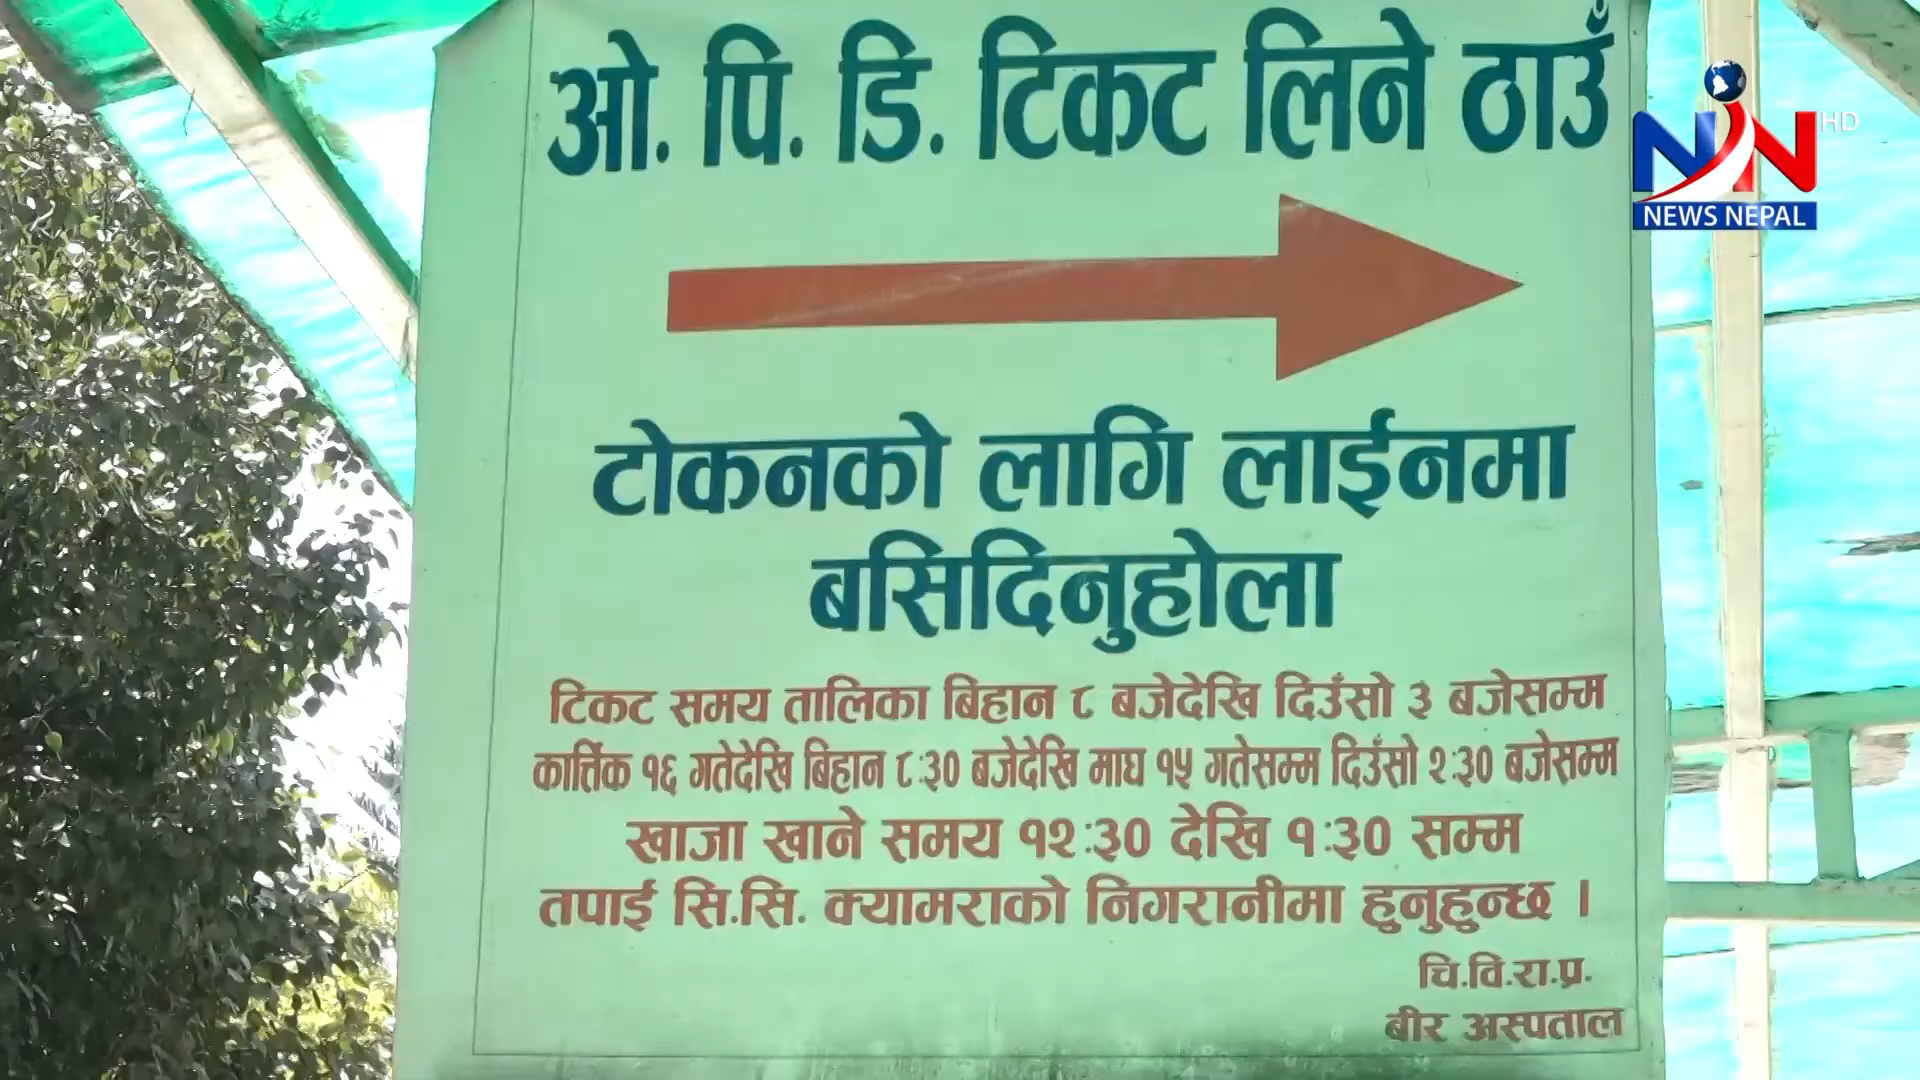 ओ. पि. डि. टिकट लिने ठाउँ
NN HD
NEWS NEPAL
टोकनको लागि लाईनमा
बसिदिनुहोला
टिकट समय तालिका बिहान ८ बजेदेखि दिउँसो ३ बजेसम्म
कार्त्तिक १६ गतेदेखि बिहान ८:३० बजेदेखि माघ १५ गतेसम्म दिउँसो २:३० बजेसम्म
खाजा खाने समय १२:३० देखि १:३० सम्म
तपाई सि.सि. क्यामराको निगरानीमा हुनुहुन्छ ।
चि.वि.रा.प्र.
बीर अस्पताल